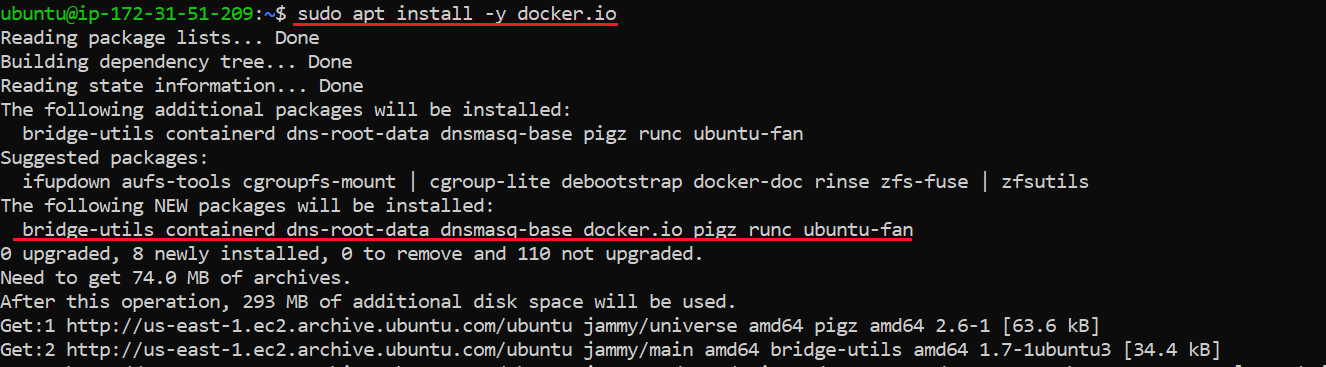 ubuntu@ip-172-31-51-209:~$ sudo apt install -y docker.io
Reading package lists... Done
Building dependency tree... Done
Reading state information... Done
The following additional packages will be installed:
  bridge-utils containerd dns-root-data dnsmasq-base pigz runc ubuntu-fan
Suggested packages:
  ifupdown aufs-tools cgroupfs-mount | cgroup-lite debootstrap docker-doc rinse zfs-fuse | zfsutils
The following NEW packages will be installed:
  bridge-utils containerd dns-root-data dnsmasq-base docker.io pigz runc ubuntu-fan
0 upgraded, 8 newly installed, 0 to remove and 110 not upgraded.
Need to get 74.0 MB of archives.
After this operation, 293 MB of additional disk space will be used.
Get:1 http://us-east-1.ec2.archive.ubuntu.com/ubuntu jammy/universe amd64 pigz amd64 2.6-1 [63.6 kB]
Get:2 http://us-east-1.ec2.archive.ubuntu.com/ubuntu jammy/main amd64 bridge-utils amd64 1.7-1ubuntu3 [34.4 kB]